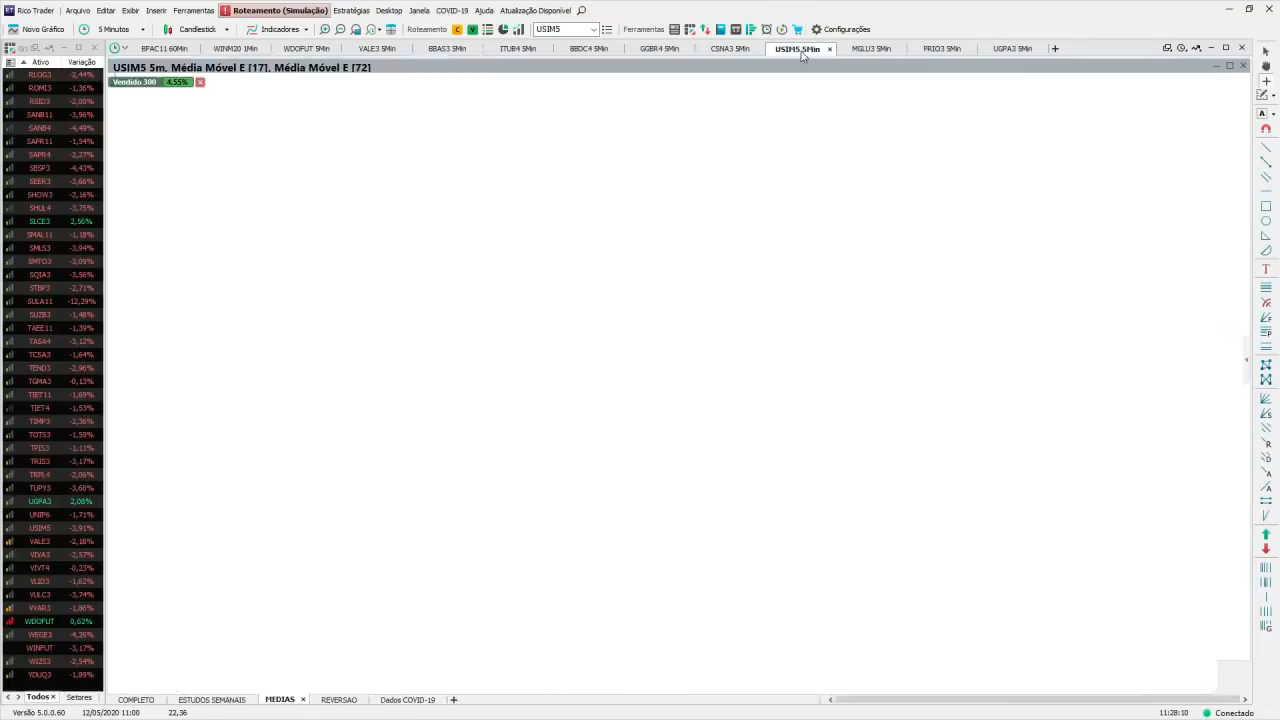 Rico Trader Arquivo Editar Exibir Inserir Ferramentas Roteamento (Simulação) Estratégias Desktop Janela COVID-19 Ajuda Atualização Disponível
Novo Gráfico 5 Minutos Candlestick Indicadores Roteamento C V USIM5 Ferramentas Configurações
BPAC11 60Min WINM20 1Min WDOFUT 5Min VALE3 5Min BBAS3 5Min ITUB4 5Min BBDC4 5Min GGBR4 5Min CSNA3 5Min USIM5 5Min MGLU3 5Min PRIO3 5Min UGPA3 5Min
Ativo Variação
USIM5 5m, Média Móvel E [17], Média Móvel E [72]
Vendido 300 4.55%
RLOG3 -2,44%
ROMI3 -1,36%
RSID3
SANB11 -3,96%
SANB4 -4,49%
SAPR11 -1,54%
SAPR4 -2,27%
SBSP3 -4,43%
SEER3 -3,66%
SHOW3 -2,16%
SHUL4 -3,75%
SLCE3 2,56%
SMAL11 -1,18%
SMLS3 -3,94%
SMTO3 -3,09%
SQIA3 -3,56%
STBP3 -2,71%
SULA11 -12,29%
SUZB3 -1,48%
TAEE11 -1,39%
TASA4 -3,12%
TCSA3 -1,64%
TEND3 -2,96%
TGMA3 -0,13%
TIET11 -1,69%
TIET4 -1,53%
TIMP3 -2,36%
TOTS3 -1,59%
TPIS3 -1,11%
TRIS3 -3,17%
TRPL4 -2,06%
TUPY3 -3,68%
UGPA3 2,08%
UNIP6 -1,71%
USIM5 -3,91%
VALE3 -2,18%
VIVA3 -2,57%
VIVT4 -0,23%
VLID3 -1,62%
VULC3 -3,74%
VVAR3 -1,86%
WDOFUT 0,62%
WEGE3 -4,28%
WINFUT -3,17%
WIZS3 -2,54%
YDUQ3 -1,89%
Todos Setores COMPLETO ESTUDOS SEMANAIS MEDIAS REVERSAO Dados COVID-19
Versão 5.0.0.60 12/05/2020 11:00 22,36 11:28:10 Conectado